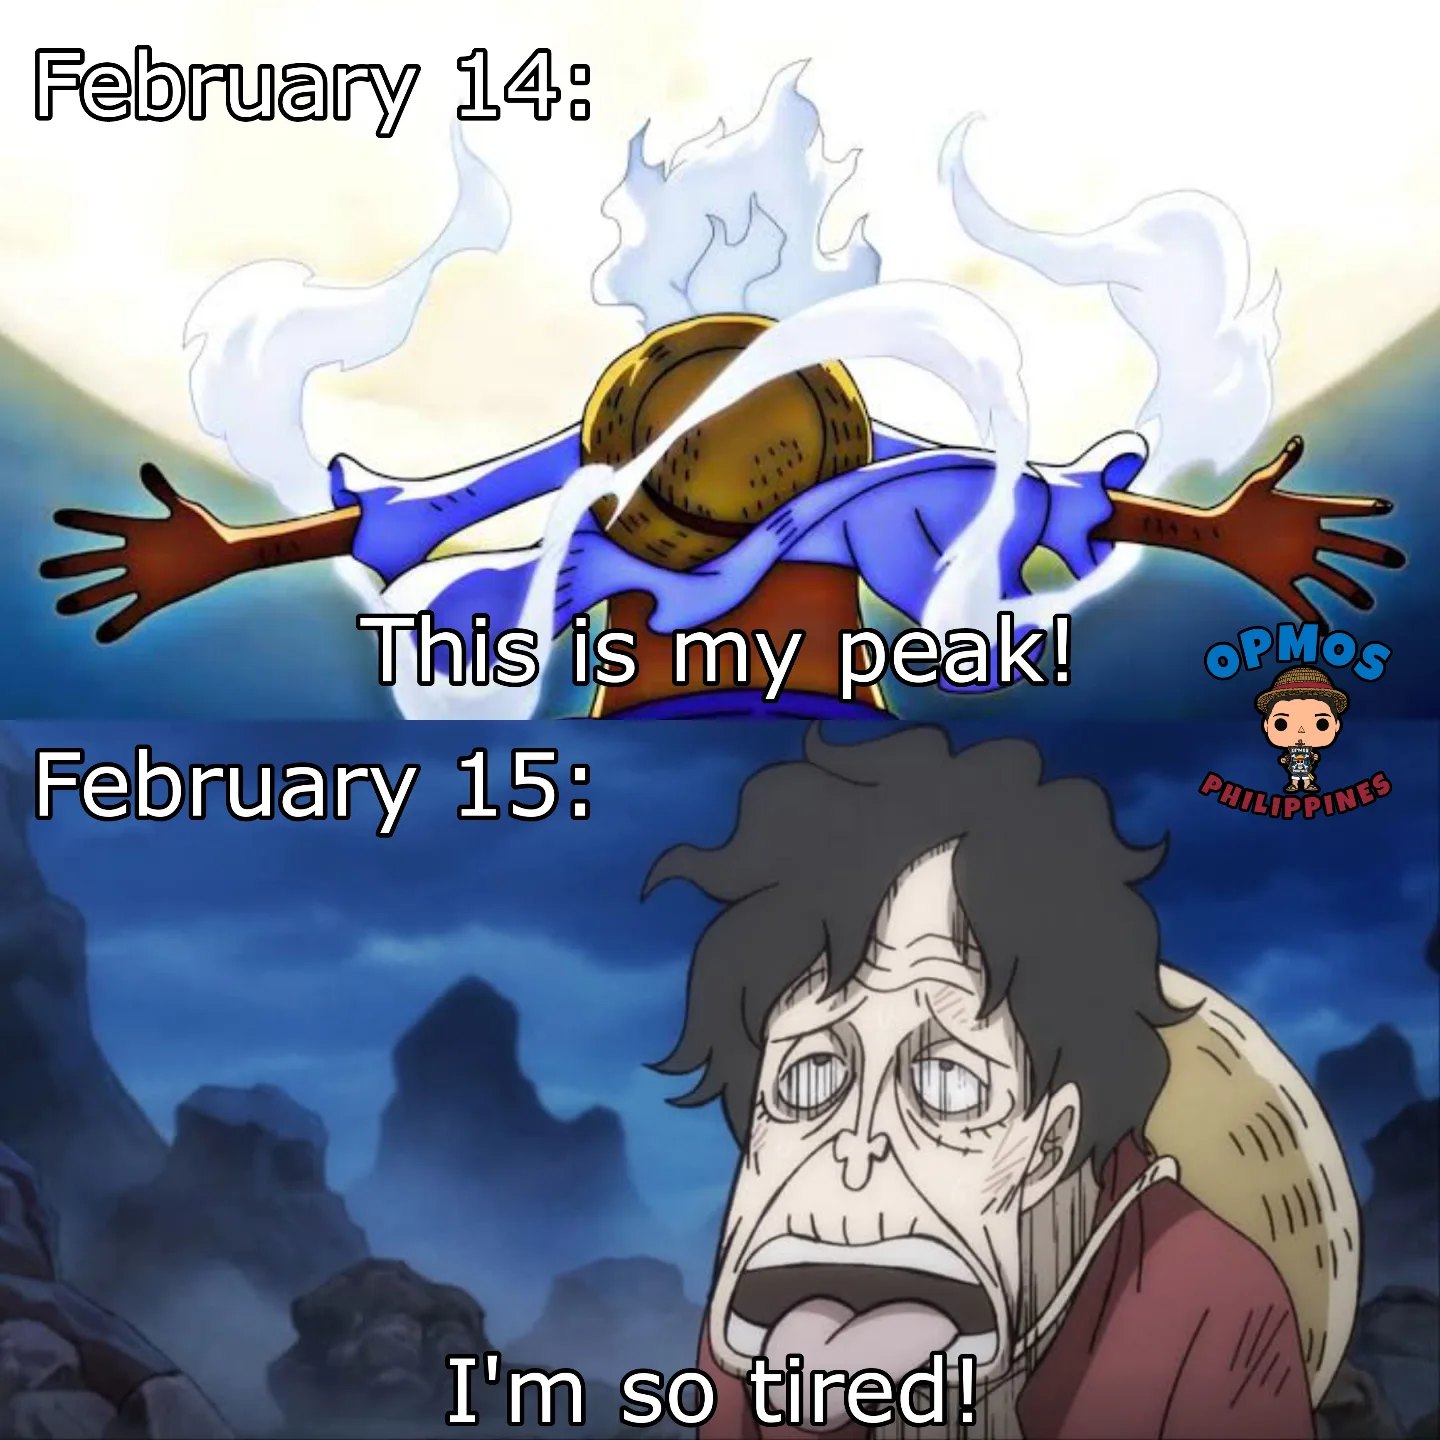 February 14:
This is my peak!
OPMOS
PHILIPPINES
February 15:
I'm so tired!